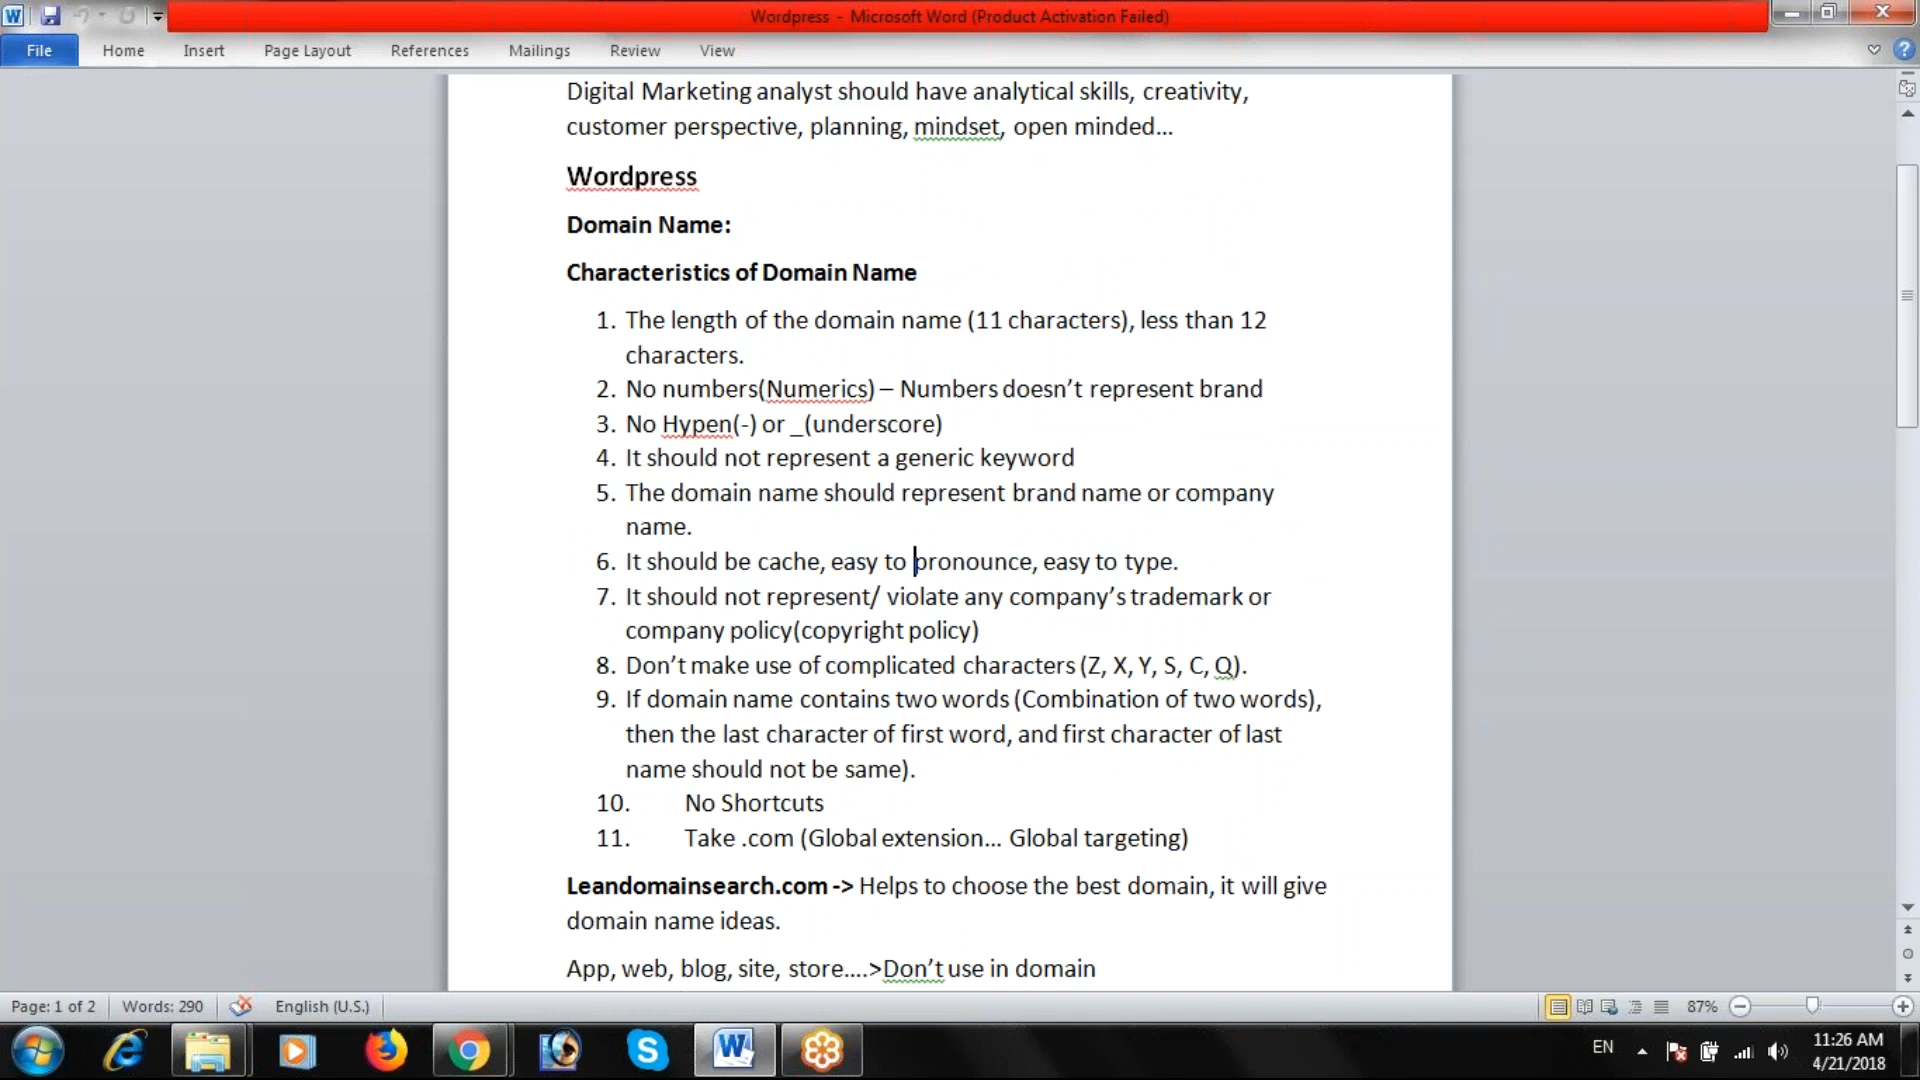 Wordpress - Microsoft Word (Product Activation Failed)
File Home Insert Page Layout References Mailings Review View
Digital Marketing analyst should have analytical skills, creativity,
customer perspective, planning, mindset, open minded...
Wordpress
Domain Name:
Characteristics of Domain Name
1. The length of the domain name (11 characters), less than 12
characters.
2. No numbers(Numerics) – Numbers doesn’t represent brand
3. No Hypen(-) or _(underscore)
4. It should not represent a generic keyword
5. The domain name should represent brand name or company
name.
6. It should be cache, easy to pronounce, easy to type.
7. It should not represent/ violate any company’s trademark or
company policy(copyright policy)
8. Don’t make use of complicated characters (Z, X, Y, S, C, Q).
9. If domain name contains two words (Combination of two words),
then the last character of first word, and first character of last
name should not be same).
10. No Shortcuts
11. Take .com (Global extension... Global targeting)
Leandomainsearch.com -> Helps to choose the best domain, it will give
domain name ideas.
App, web, blog, site, store....>Don’t use in domain
Page: 1 of 2 Words: 290 English (U.S.) 87%
EN 11:26 AM
4/21/2018